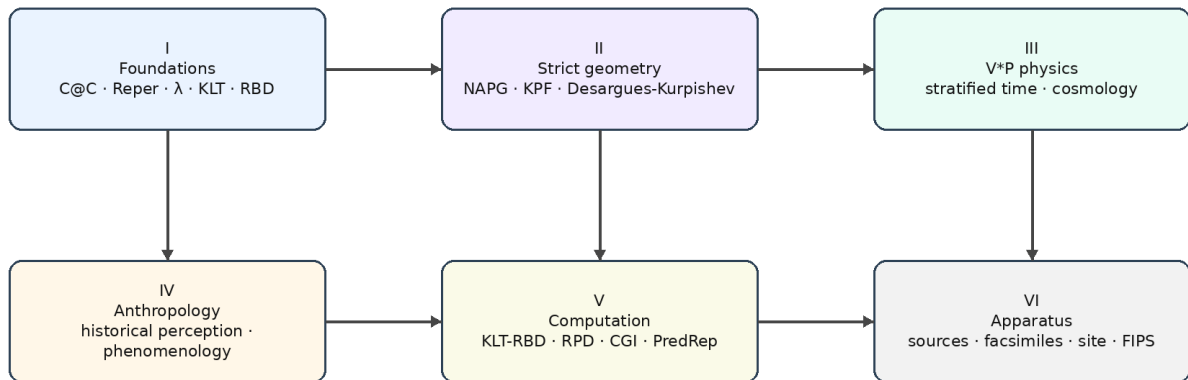 I
Foundations
C@C · Reper · λ · KLT · RBD
II
Strict geometry
NAPG · KPF · Desargues-Kurpishev
III
V*P physics
stratified time · cosmology
IV
Anthropology
historical perception ·
phenomenology
V
Computation
KLT-RBD · RPD · CGI · PredRep
VI
Apparatus
sources · facsimiles · site · FIPS